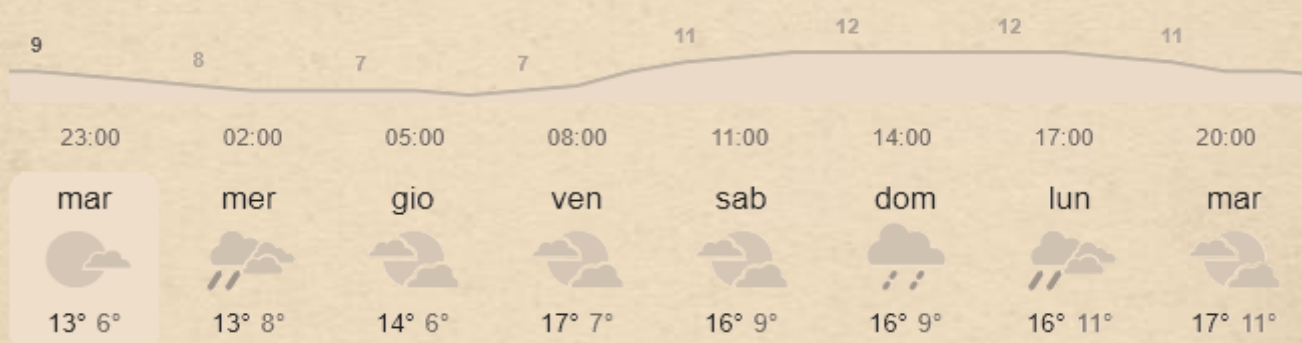 9 8 7 7 11 12 12 11
23:00 02:00 05:00 08:00 11:00 14:00 17:00 20:00
mar mer gio ven sab dom lun mar
13° 6° 13° 8° 14° 6° 17° 7° 16° 9° 16° 9° 16° 11° 17° 11°